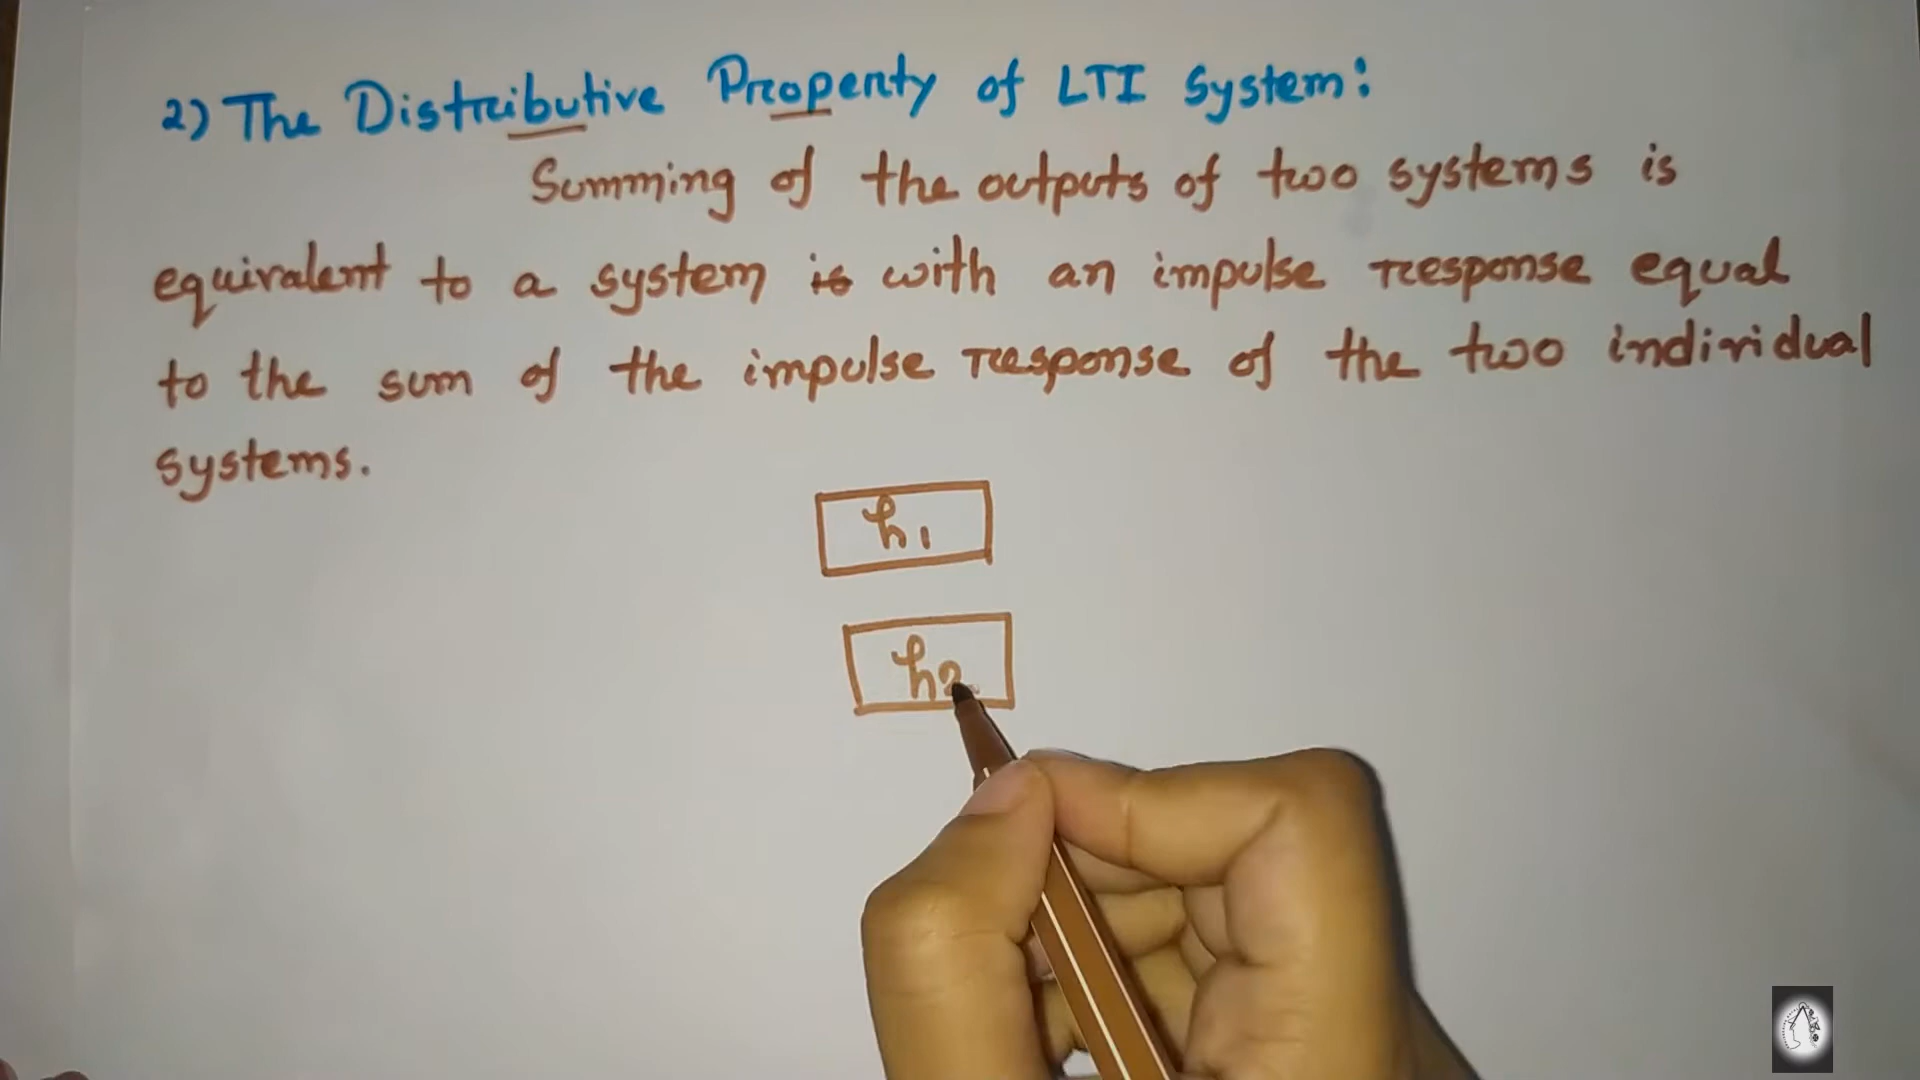 2) The Distributive Property of LTI System:
Summing of the outputs of two systems is
equivalent to a system is with an impulse response equal
to the sum of the impulse response of the two individual
systems.
h1
h2